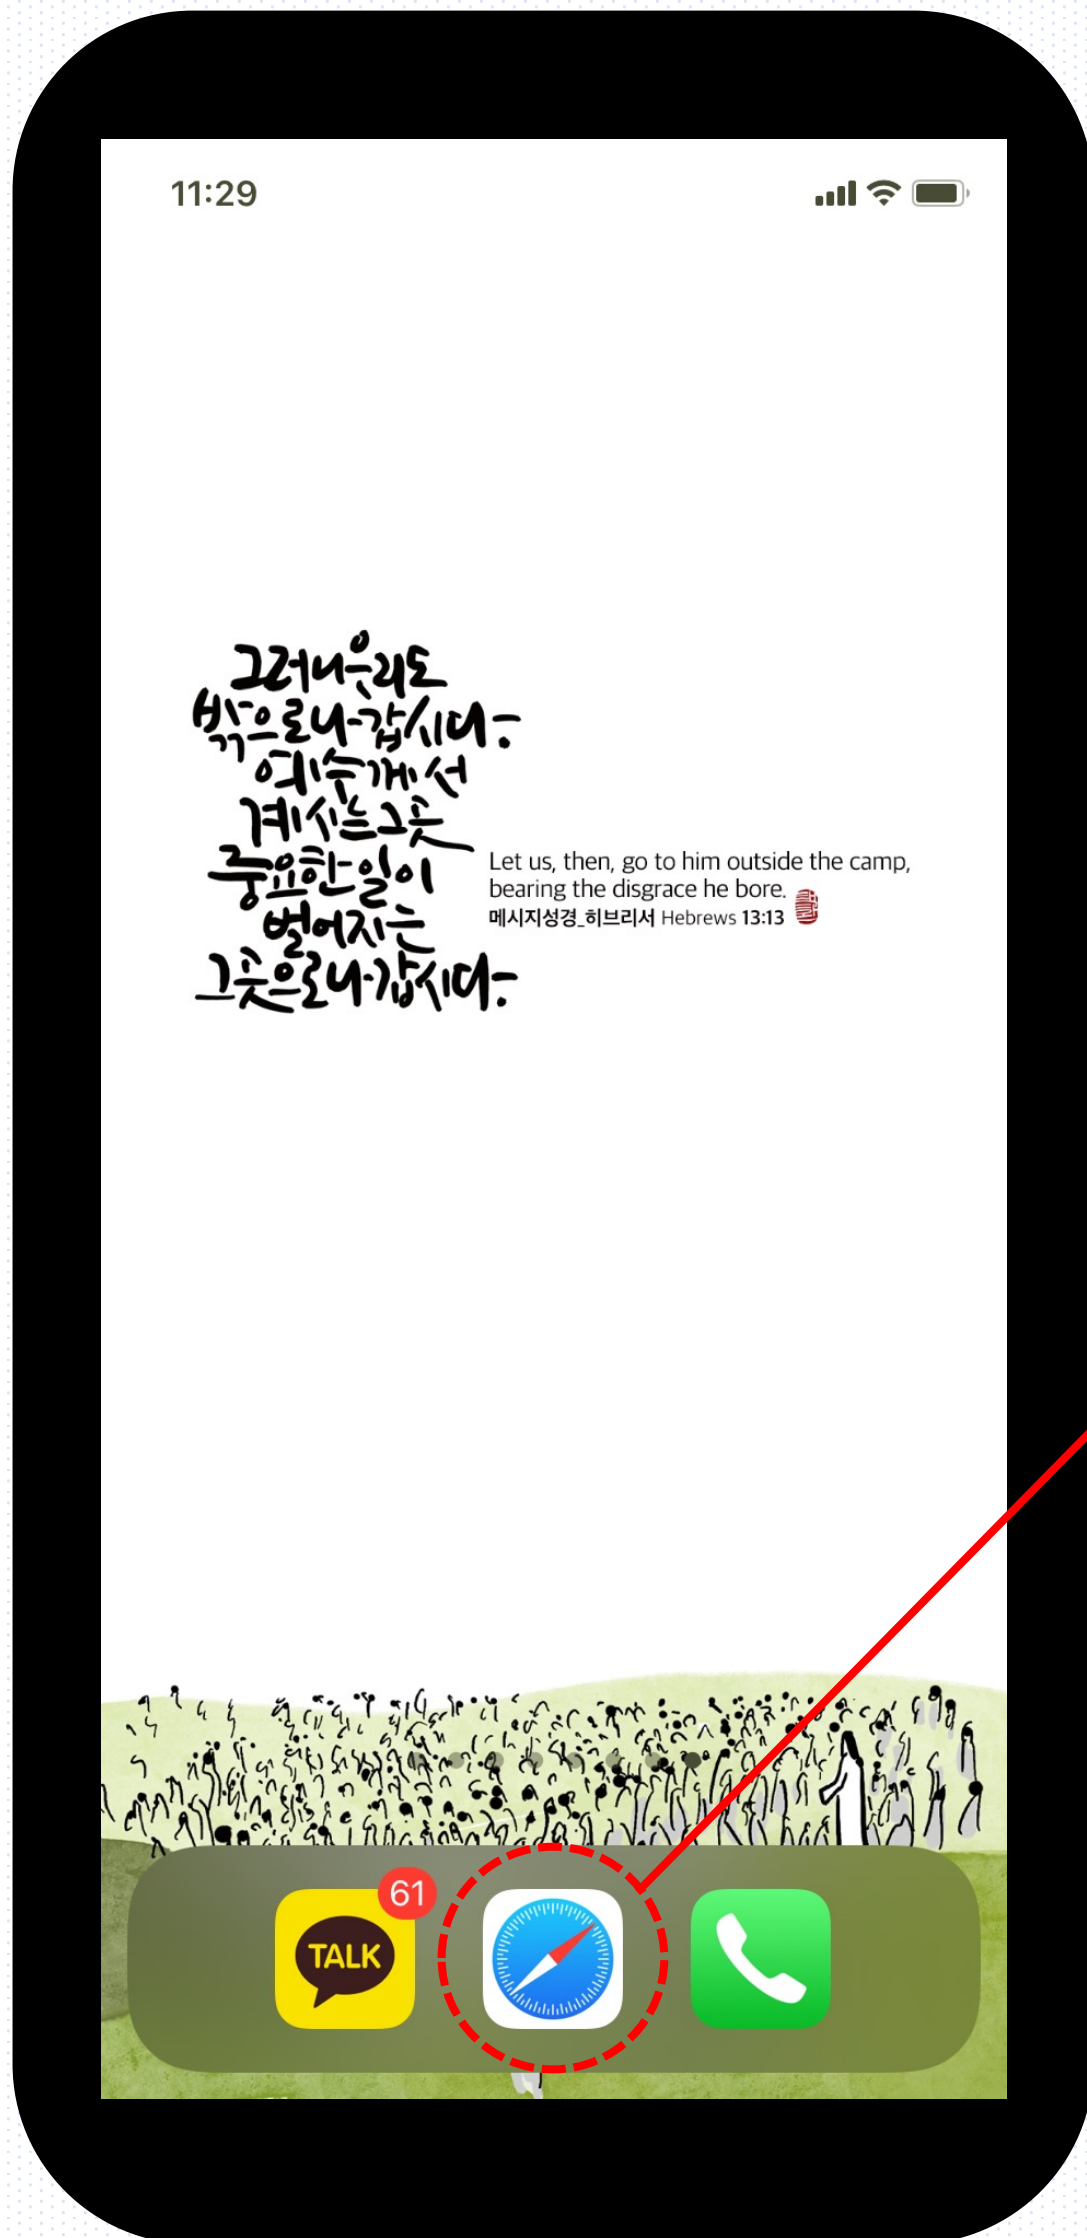 11:29
그러니 우리도
밖으로 나갑시다.
예수께서
계시는 그곳
중요한 일이
벌어지는
그곳으로 나갑시다.
Let us, then, go to him outside the camp,
bearing the disgrace he bore.
메시지성경_히브리서 Hebrews 13:13
61
TALK